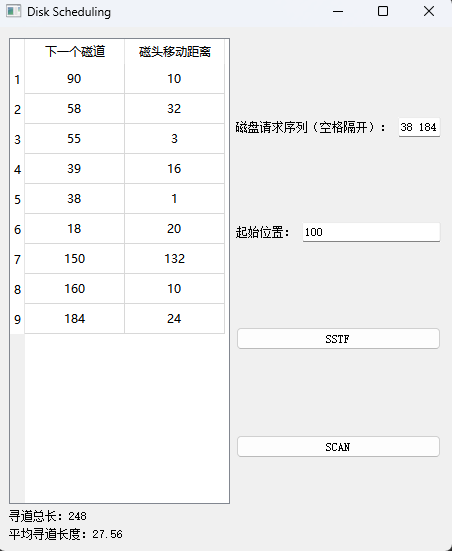 Disk Scheduling
下一个磁道 磁头移动距离
1 90 10
2 58 32
3 55 3
4 39 16
5 38 1
6 18 20
7 150 132
8 160 10
9 184 24
磁盘请求序列（空格隔开）： 38 184
起始位置： 100
SSTF
SCAN
寻道总长：248
平均寻道长度：27.56